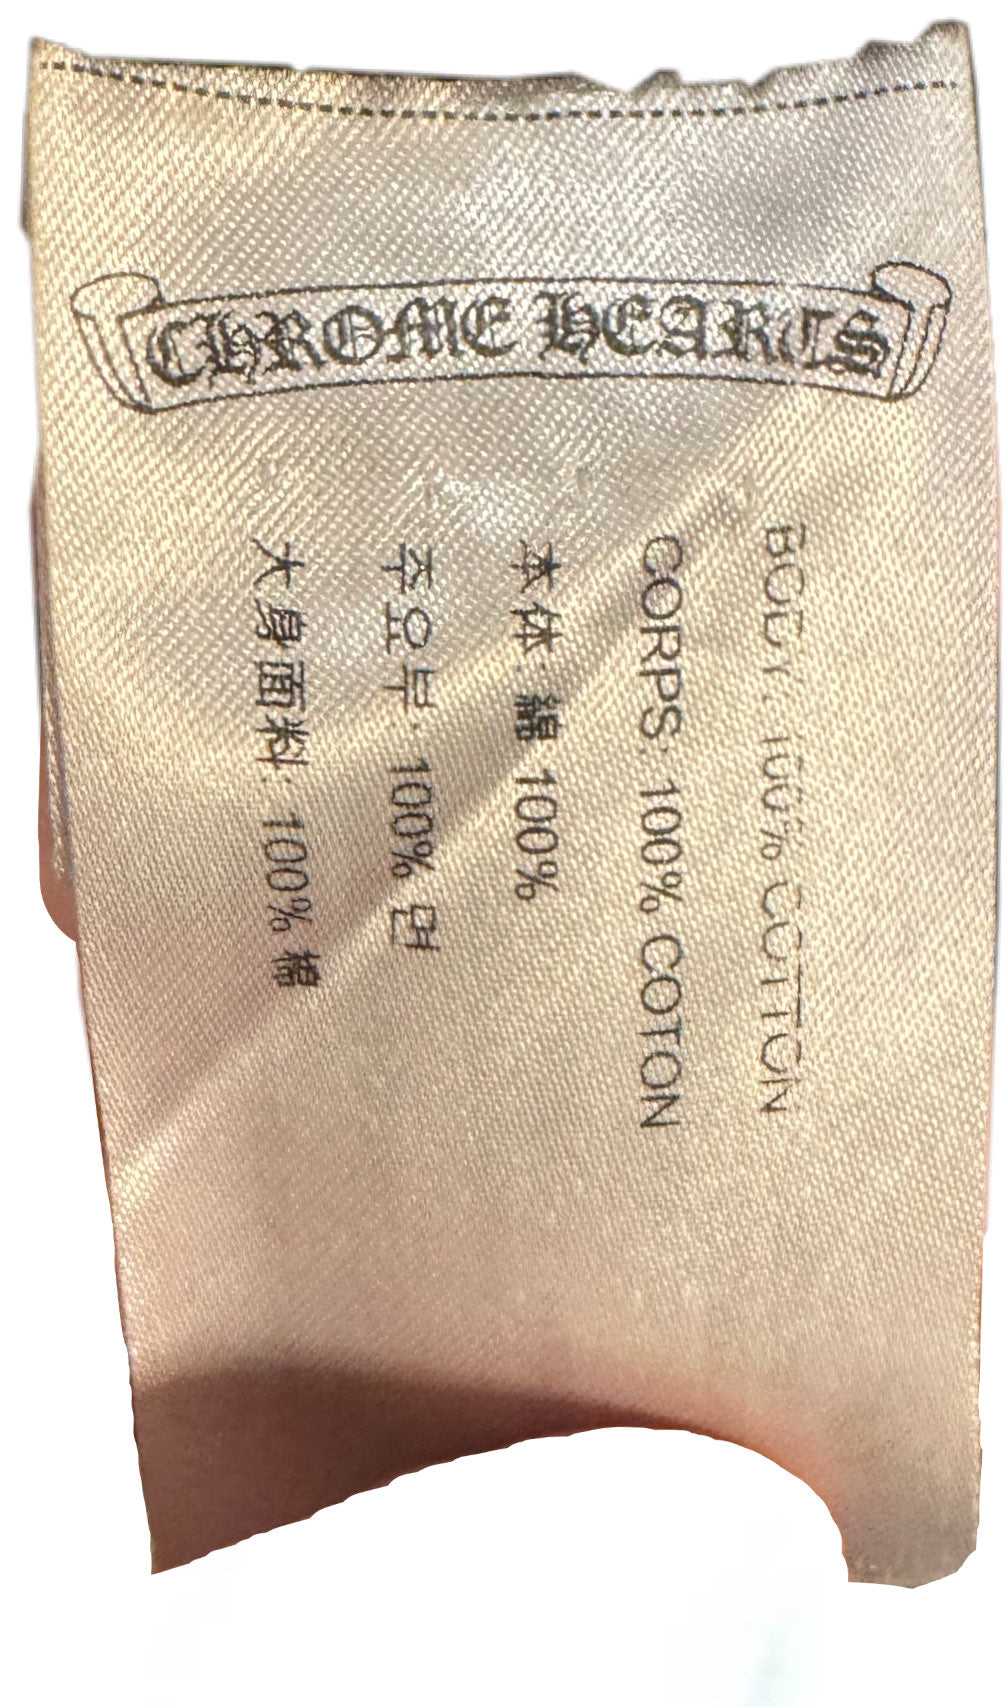 CHROME HEARTS
BODY: 100% COTTON
CORPS: 100% COTON
本体: 綿 100%
주요부: 100% 면
大身面料: 100% 棉